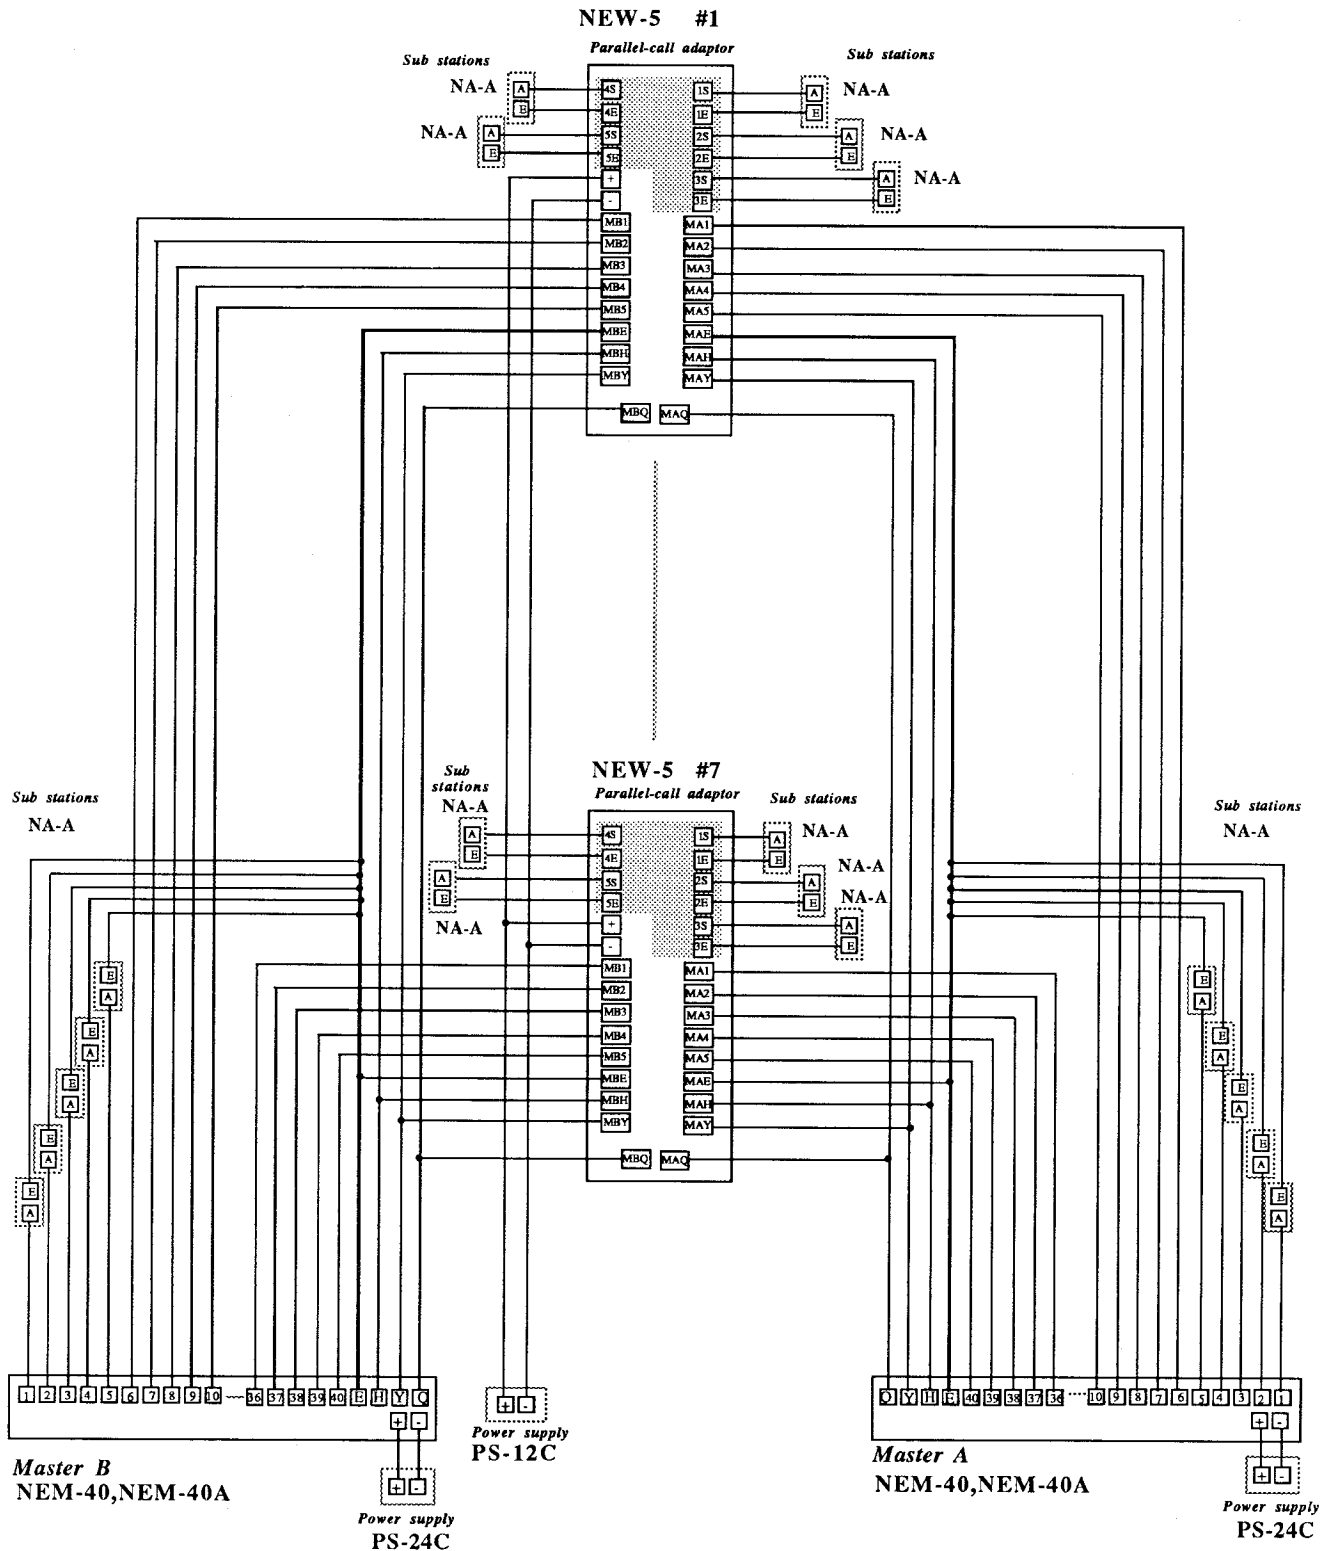 NEW-5 #1
Parallel-call adaptor
Sub stations
NA-A
NA-A
Sub stations
NA-A
NA-A
NA-A
A
E
A
E
A
E
A
E
A
E
4S
4E
5S
5E
+
-
MB1
MB2
MB3
MB4
MB5
MBE
MBH
MBY
MBQ
1S
1E
2S
2E
3S
3E
MA1
MA2
MA3
MA4
MA5
MAE
MAH
MAY
MAQ
NEW-5 #7
Parallel-call adaptor
Sub
stations
NA-A
NA-A
Sub stations
NA-A
NA-A
NA-A
A
E
A
E
A
E
A
E
A
E
4S
4E
5S
5E
+
-
MB1
MB2
MB3
MB4
MB5
MBE
MBH
MBY
MBQ
1S
1E
2S
2E
3S
3E
MA1
MA2
MA3
MA4
MA5
MAE
MAH
MAY
MAQ
Sub stations
NA-A
E
A
E
A
E
A
E
A
E
A
Sub stations
NA-A
E
A
E
A
E
A
E
A
E
A
1 2 3 4 5 6 7 8 9 10 36 37 38 39 40 E H Y Q
+ -
Master B
NEM-40,NEM-40A
+ -
Power supply
PS-24C
+ -
Power supply
PS-12C
Q Y H E 40 39 38 37 36 10 9 8 7 6 5 4 3 2 1
+ -
Master A
NEM-40,NEM-40A
+ -
Power supply
PS-24C